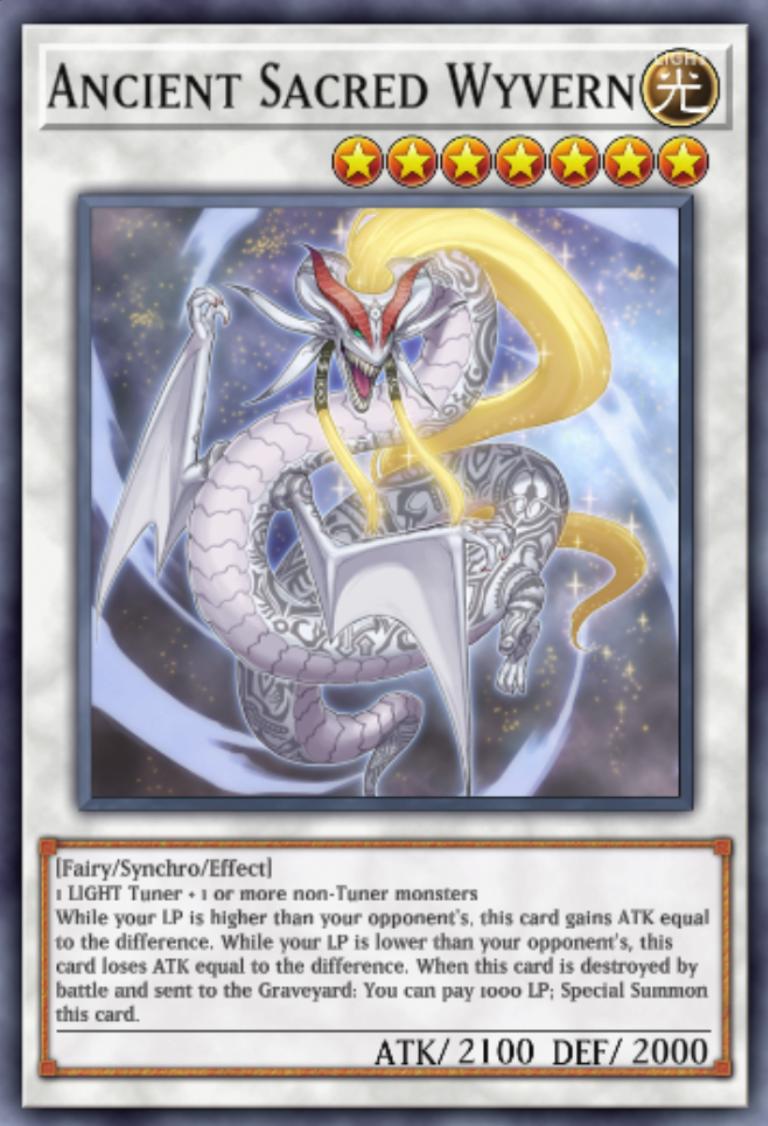 ANCIENT SACRED WYVERN
LIGHT
光
[Fairy/Synchro/Effect]
1 LIGHT Tuner + 1 or more non-Tuner monsters
While your LP is higher than your opponent's, this card gains ATK equal
to the difference. While your LP is lower than your opponent's, this
card loses ATK equal to the difference. When this card is destroyed by
battle and sent to the Graveyard: You can pay 1000 LP; Special Summon
this card.
ATK/ 2100 DEF/ 2000